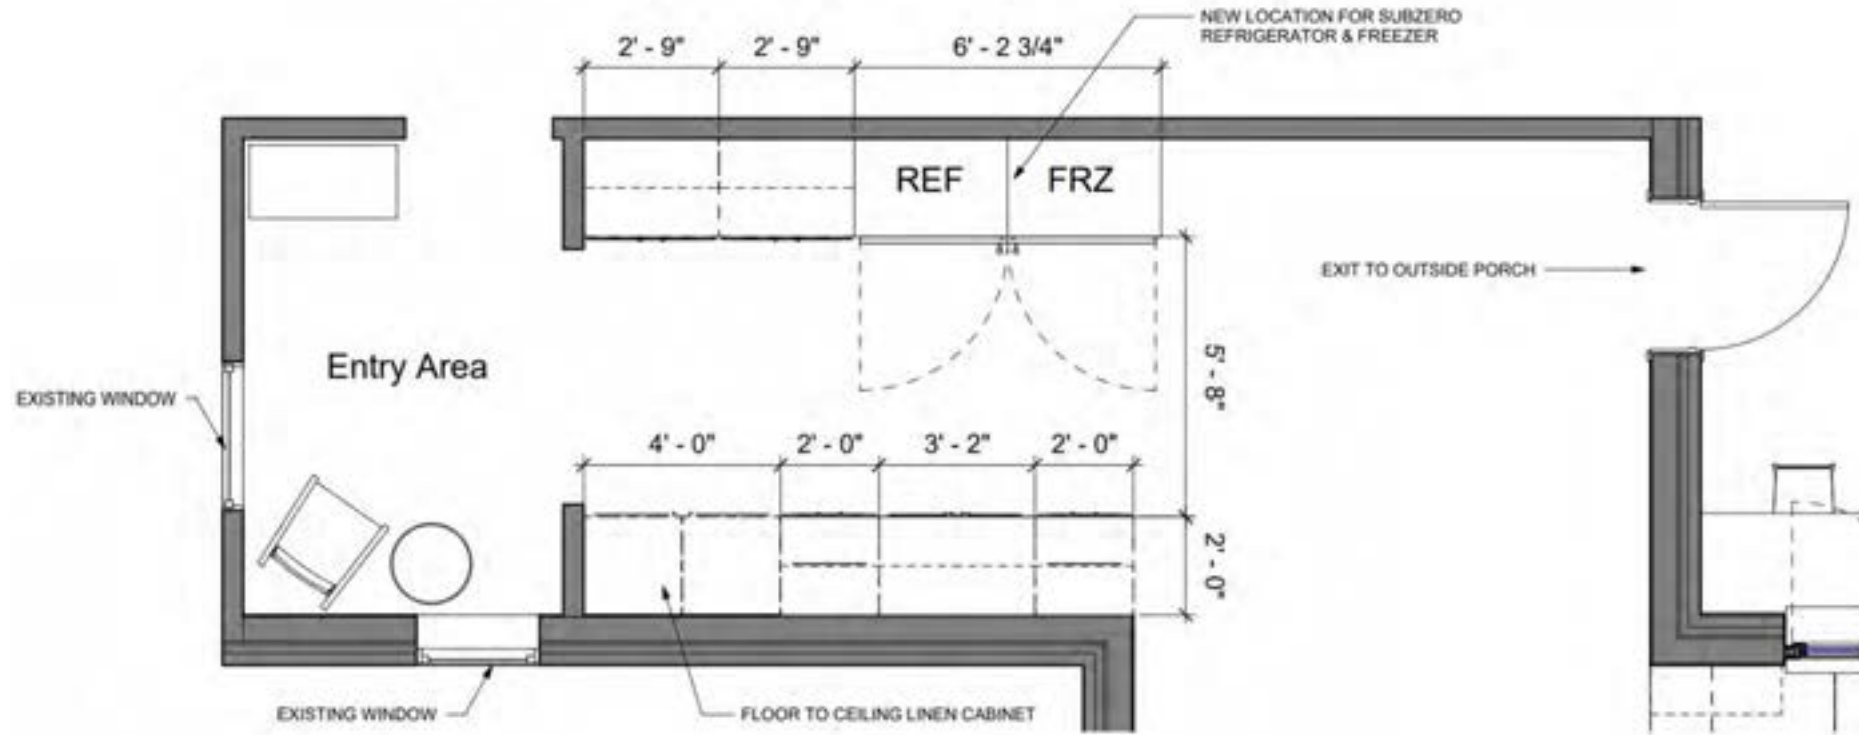 NEW LOCATION FOR SUBZERO
REFRIGERATOR & FREEZER
2' - 9"
2' - 9"
6' - 2 3/4"
REF
FRZ
EXIT TO OUTSIDE PORCH
Entry Area
5' - 8"
EXISTING WINDOW
4' - 0"
2' - 0"
3' - 2"
2' - 0"
2' - 0"
EXISTING WINDOW
FLOOR TO CEILING LINEN CABINET